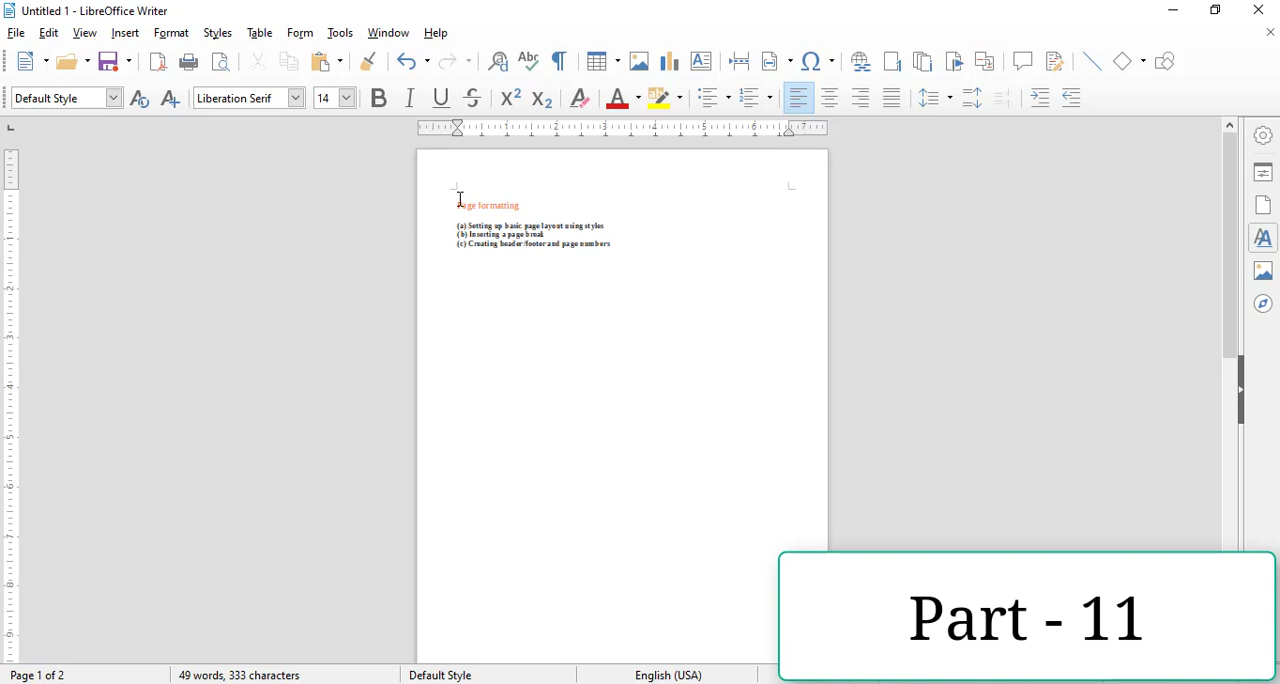 Untitled 1 - LibreOffice Writer
File Edit View Insert Format Styles Table Form Tools Window Help
Default Style Liberation Serif 14
Page formatting
(a) Setting up basic page layout using styles
(b) Inserting a page break
(c) Creating header/footer and page numbers
Part - 11
Page 1 of 2 49 words, 333 characters Default Style English (USA)